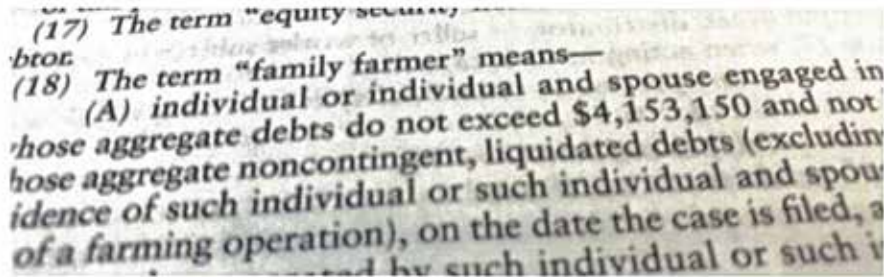 (17) The term "equity security
btor.
(18) The term "family farmer" means—
(A) individual or individual and spouse engaged in
hose aggregate debts do not exceed $4,153,150 and not
hose aggregate noncontingent, liquidated debts (excludin
idence of such individual or such individual and spou
of a farming operation), on the date the case is filed, a
by such individual or such i